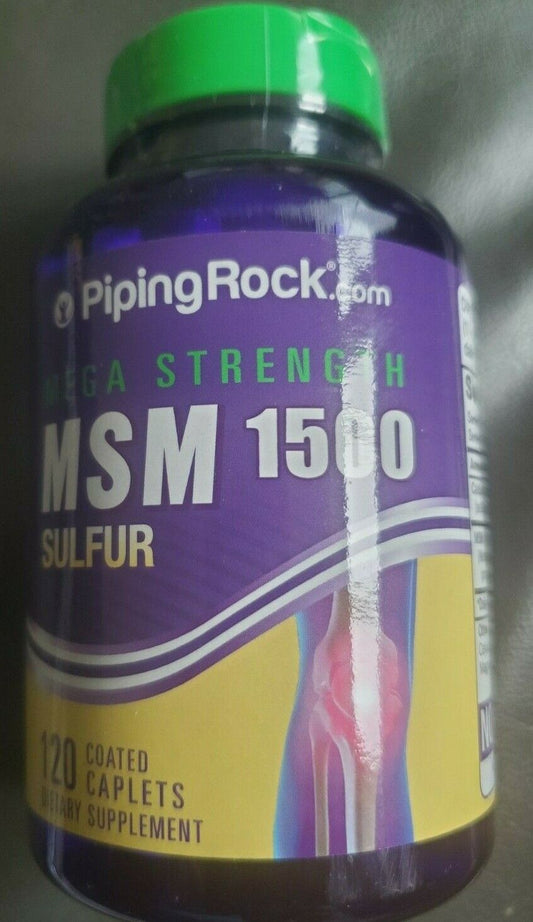 PipingRock®.com
MEGA STRENGTH
MSM 1500
SULFUR
120 COATED
CAPLETS
DIETARY SUPPLEMENT